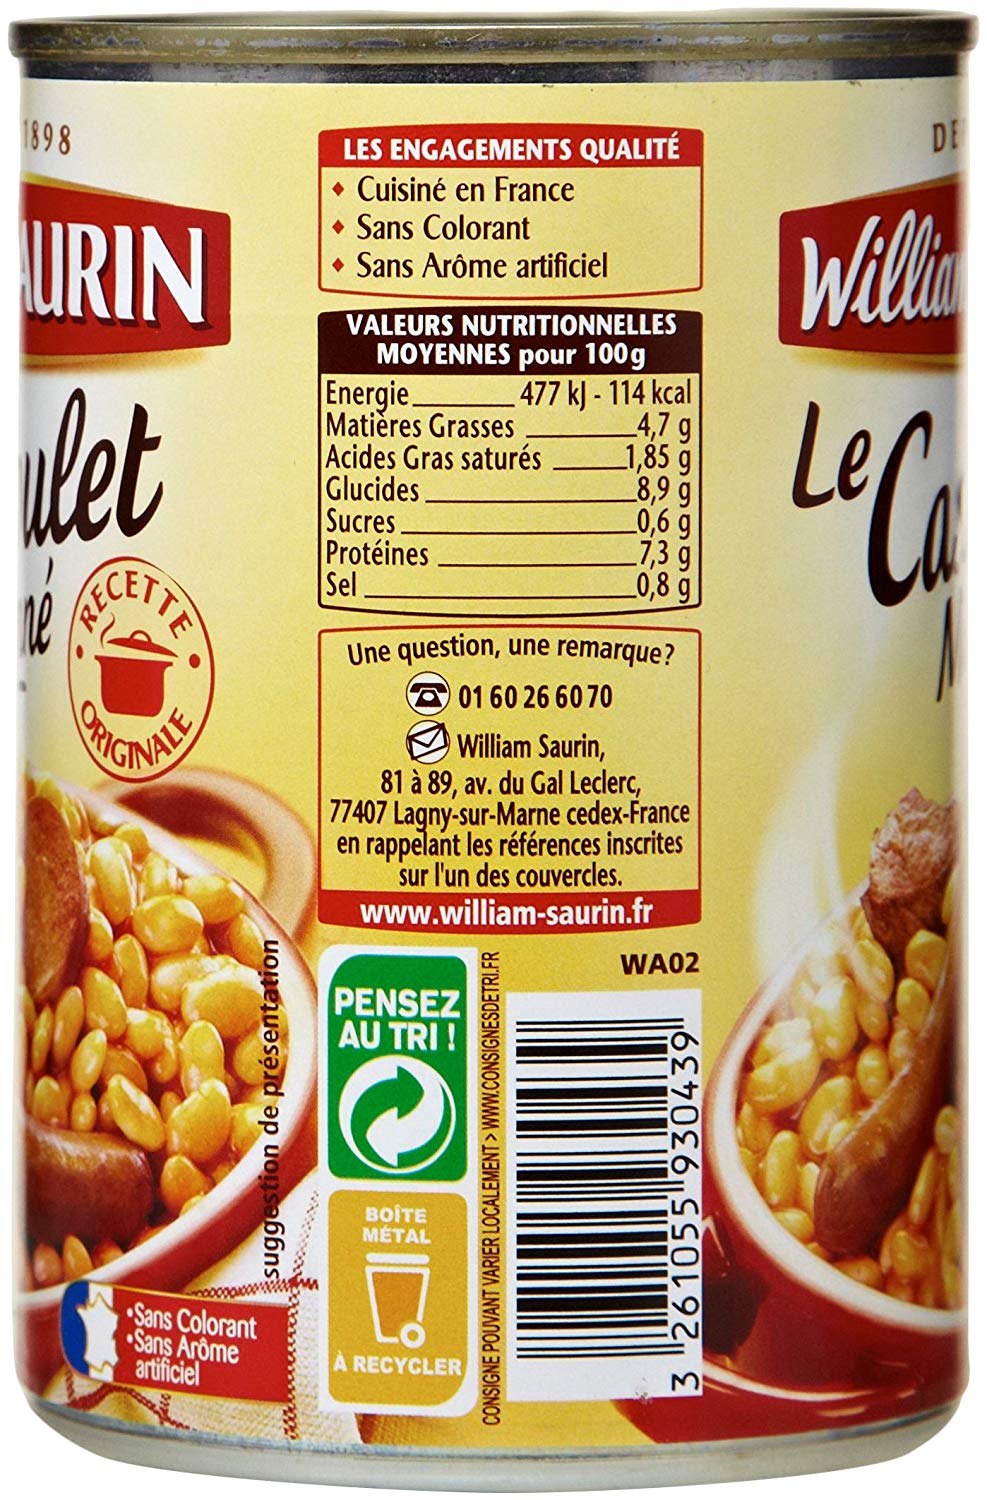 1898
AURIN
ulet
né
RECETTE
ORIGINALE
suggestion de présentation
•Sans Colorant
•Sans Arôme
artificiel
LES ENGAGEMENTS QUALITÉ
♦ Cuisiné en France
♦ Sans Colorant
♦ Sans Arôme artificiel
VALEURS NUTRITIONNELLES
MOYENNES pour 100g
Energie 477 kJ - 114 kcal
Matières Grasses 4,7 g
Acides Gras saturés 1,85 g
Glucides 8,9 g
Sucres 0,6 g
Protéines 7,3 g
Sel 0,8 g
Une question, une remarque?
01 60 26 60 70
William Saurin,
81 à 89, av. du Gal Leclerc,
77407 Lagny-sur-Marne cedex-France
en rappelant les références inscrites
sur l'un des couvercles.
www.william-saurin.fr
PENSEZ
AU TRI !
BOÎTE
MÉTAL
À RECYCLER
CONSIGNE POUVANT VARIER LOCALEMENT > WWW.CONSIGNESDETRI.FR
WA02
3 261055 930439
DE
William
Le Cas
N